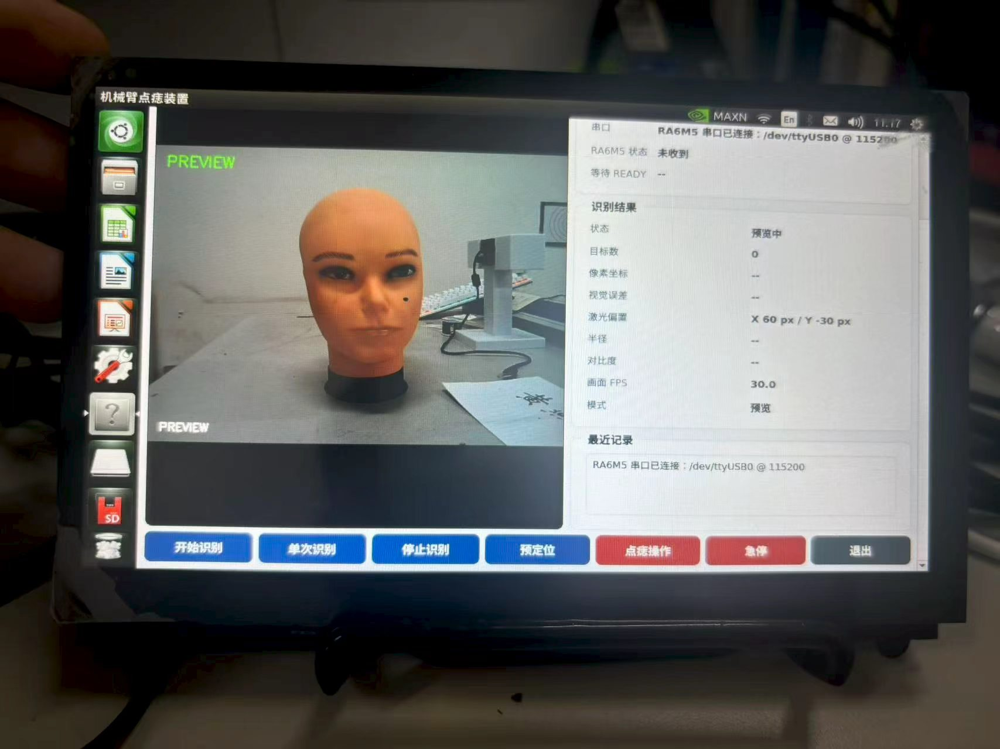 机械臂点痣装置
MAXN
En
11:17
PREVIEW
PREVIEW
SD
串口
RA6M5 串口已连接：/dev/ttyUSB0 @ 115200
RA6M5 状态
未收到
等待 READY
--
识别结果
状态
预览中
目标数
0
像素坐标
--
视觉误差
--
激光偏置
X 60 px / Y -30 px
半径
--
对比度
--
画面 FPS
30.0
模式
预览
最近记录
RA6M5 串口已连接：/dev/ttyUSB0 @ 115200
开始识别
单次识别
停止识别
预定位
点痣操作
急停
退出